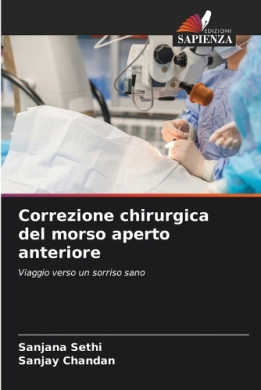 EDIZIONI
SAPIENZA
Correzione chirurgica
del morso aperto
anteriore
Viaggio verso un sorriso sano
Sanjana Sethi
Sanjay Chandan